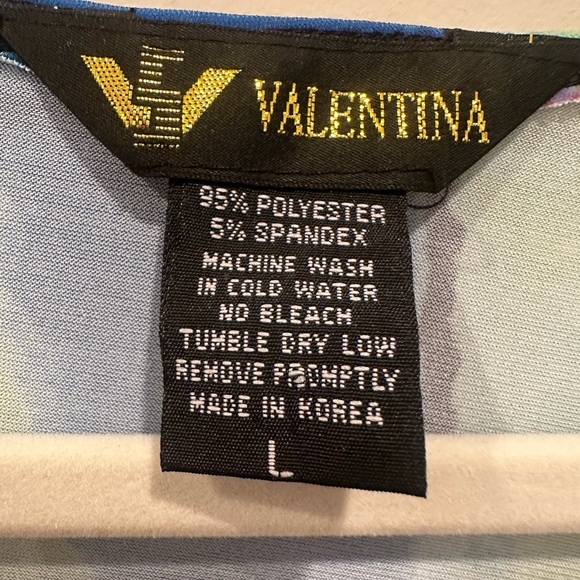 VALENTINA
95% POLYESTER
5% SPANDEX
MACHINE WASH
IN COLD WATER
NO BLEACH
TUMBLE DRY LOW
REMOVE PROMPTLY
MADE IN KOREA
L